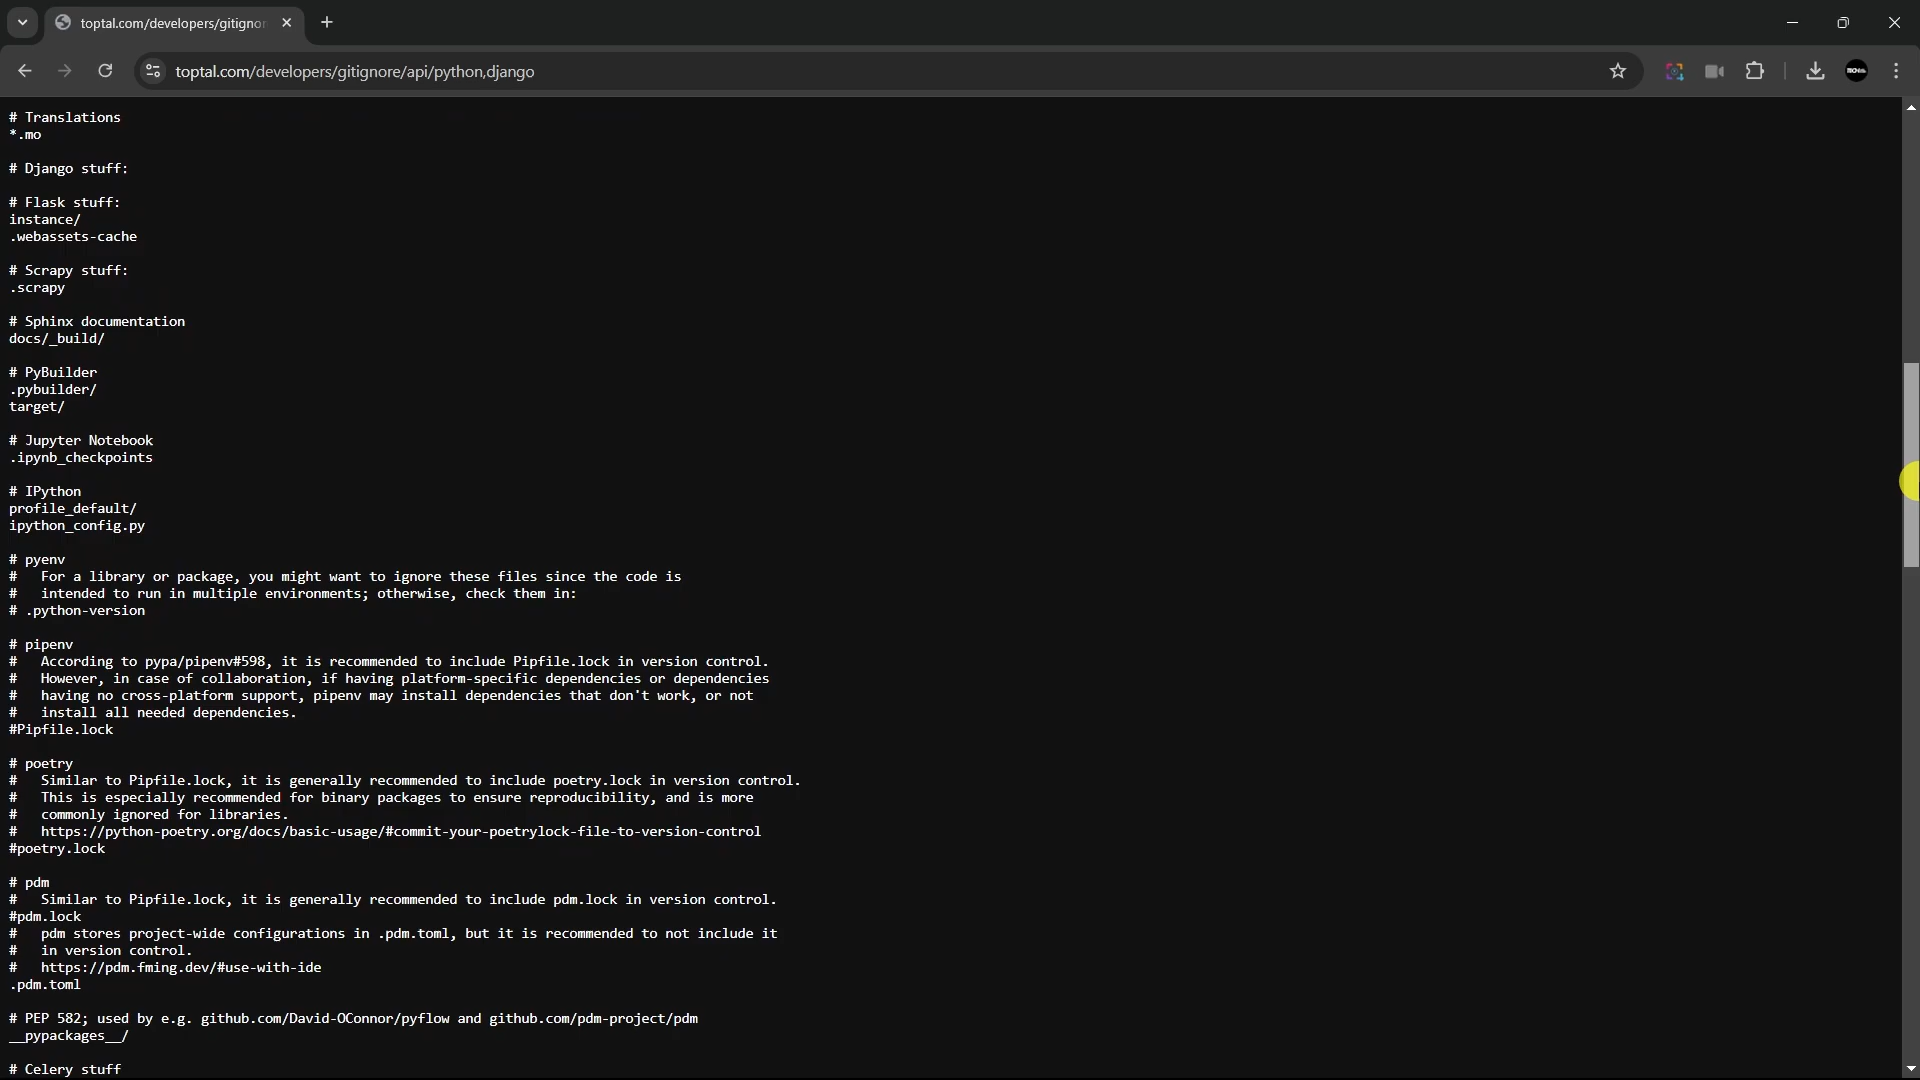 toptal.com/developers/gitignor
toptal.com/developers/gitignore/api/python,django
# Translations
*.mo
# Django stuff:
# Flask stuff:
instance/
.webassets-cache
# Scrapy stuff:
.scrapy
# Sphinx documentation
docs/_build/
# PyBuilder
.pybuilder/
target/
# Jupyter Notebook
.ipynb_checkpoints
# IPython
profile_default/
ipython_config.py
# pyenv
#   For a library or package, you might want to ignore these files since the code is
#   intended to run in multiple environments; otherwise, check them in:
# .python-version
# pipenv
#   According to pypa/pipenv#598, it is recommended to include Pipfile.lock in version control.
#   However, in case of collaboration, if having platform-specific dependencies or dependencies
#   having no cross-platform support, pipenv may install dependencies that don't work, or not
#   install all needed dependencies.
#Pipfile.lock
# poetry
#   Similar to Pipfile.lock, it is generally recommended to include poetry.lock in version control.
#   This is especially recommended for binary packages to ensure reproducibility, and is more
#   commonly ignored for libraries.
#   https://python-poetry.org/docs/basic-usage/#commit-your-poetrylock-file-to-version-control
#poetry.lock
# pdm
#   Similar to Pipfile.lock, it is generally recommended to include pdm.lock in version control.
#pdm.lock
#   pdm stores project-wide configurations in .pdm.toml, but it is recommended to not include it
#   in version control.
#   https://pdm.fming.dev/#use-with-ide
.pdm.toml
# PEP 582; used by e.g. github.com/David-OConnor/pyflow and github.com/pdm-project/pdm
__pypackages__/
# Celery stuff